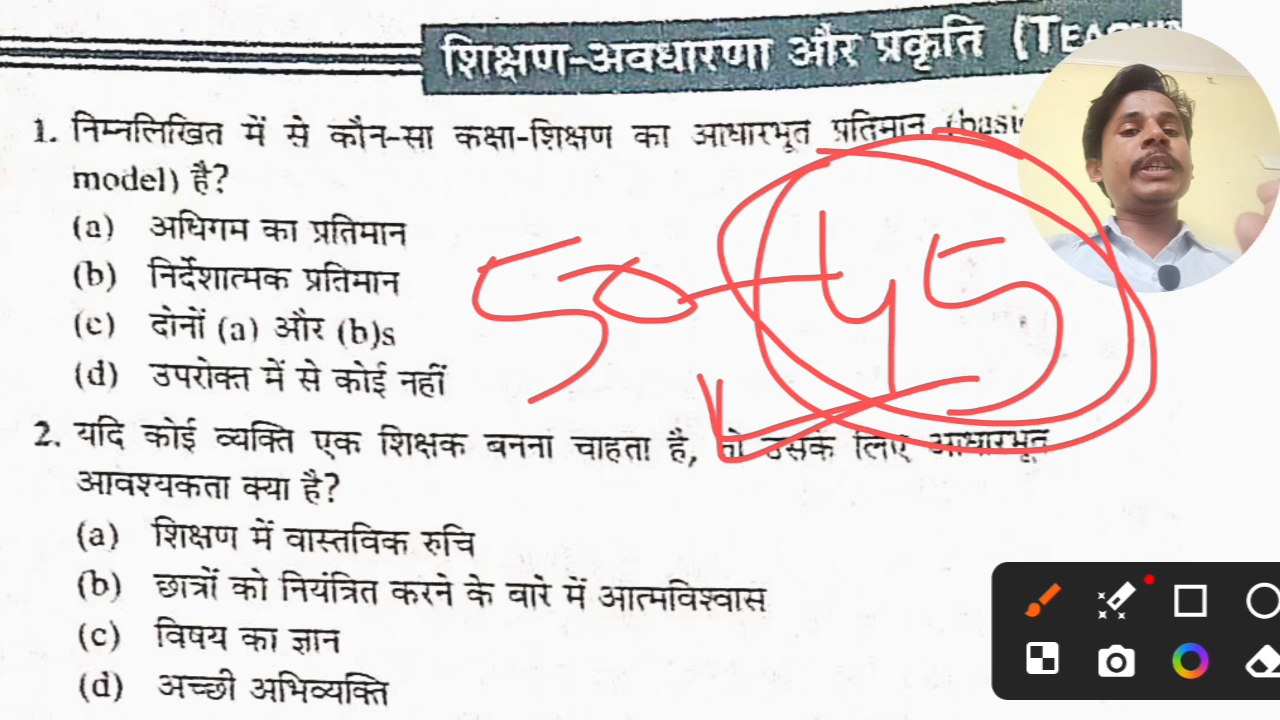 शिक्षण-अवधारणा और प्रकृति
1. निम्नलिखित में से कौन-सा कक्षा-शिक्षण का आधारभूत प्रतिमान
model) है?
(a) अधिगम का प्रतिमान
(b) निर्देशात्मक प्रतिमान
(c) दोनों (a) और (b)s
(d) उपरोक्त में से कोई नहीं
50-45
2. यदि कोई व्यक्ति एक शिक्षक बनना चाहता है, तो उसके लिए आधारभूत
आवश्यकता क्या है?
(a) शिक्षण में वास्तविक रुचि
(b) छात्रों को नियंत्रित करने के बारे में आत्मविश्वास
(c) विषय का ज्ञान
(d) अच्छी अभिव्यक्ति